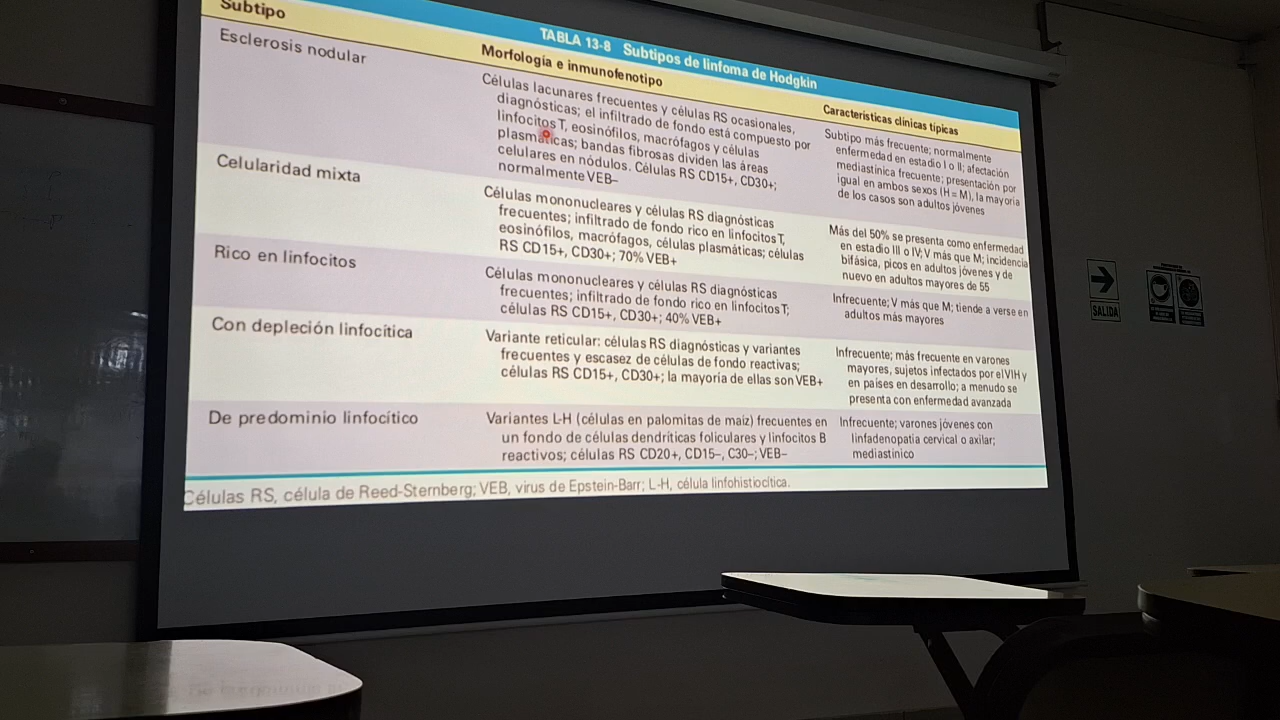 TABLA 13-8 Subtipos de linfoma de Hodgkin
Subtipo
Morfología e inmunofenotipo
Características clínicas típicas
Esclerosis nodular
Células lacunares frecuentes y células RS ocasionales,
diagnósticas; el infiltrado de fondo está compuesto por
linfocitos T, eosinófilos, macrófagos y células
plasmáticas; bandas fibrosas dividen las áreas
celulares en nódulos. Células RS CD15+, CD30+;
normalmente VEB–
Subtipo más frecuente; normalmente
enfermedad en estadio I o II; afectación
mediastínica frecuente; presentación por
igual en ambos sexos (H = M), la mayoría
de los casos son adultos jóvenes
Celularidad mixta
Células mononucleares y células RS diagnósticas
frecuentes; infiltrado de fondo rico en linfocitos T,
eosinófilos, macrófagos, células plasmáticas; células
RS CD15+, CD30+; 70% VEB+
Más del 50% se presenta como enfermedad
en estadio III o IV; V más que M; incidencia
bifásica, picos en adultos jóvenes y de
nuevo en adultos mayores de 55
Rico en linfocitos
Células mononucleares y células RS diagnósticas
frecuentes; infiltrado de fondo rico en linfocitos T;
células RS CD15+, CD30+; 40% VEB+
Infrecuente; V más que M; tiende a verse en
adultos más mayores
Con depleción linfocítica
Variante reticular: células RS diagnósticas y variantes
frecuentes y escasez de células de fondo reactivas;
células RS CD15+, CD30+; la mayoría de ellas son VEB+
Infrecuente; más frecuente en varones
mayores, sujetos infectados por el VIH y
en países en desarrollo; a menudo se
presenta con enfermedad avanzada
De predominio linfocítico
Variantes L-H (células en palomitas de maíz) frecuentes en
un fondo de células dendríticas foliculares y linfocitos B
reactivos; células RS CD20+, CD15–, C30–; VEB–
Infrecuente; varones jóvenes con
linfadenopatía cervical o axilar;
mediastínico
Células RS, célula de Reed-Sternberg; VEB, virus de Epstein-Barr; L-H, célula linfohistiocítica.
SALIDA